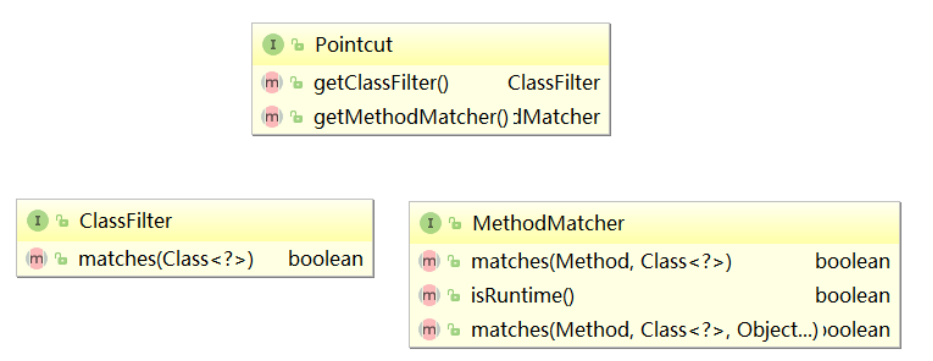 I Pointcut
m getClassFilter() ClassFilter
m getMethodMatcher() dMatcher
I ClassFilter
m matches(Class<?>) boolean
I MethodMatcher
m matches(Method, Class<?>) boolean
m isRuntime() boolean
m matches(Method, Class<?>, Object...) boolean